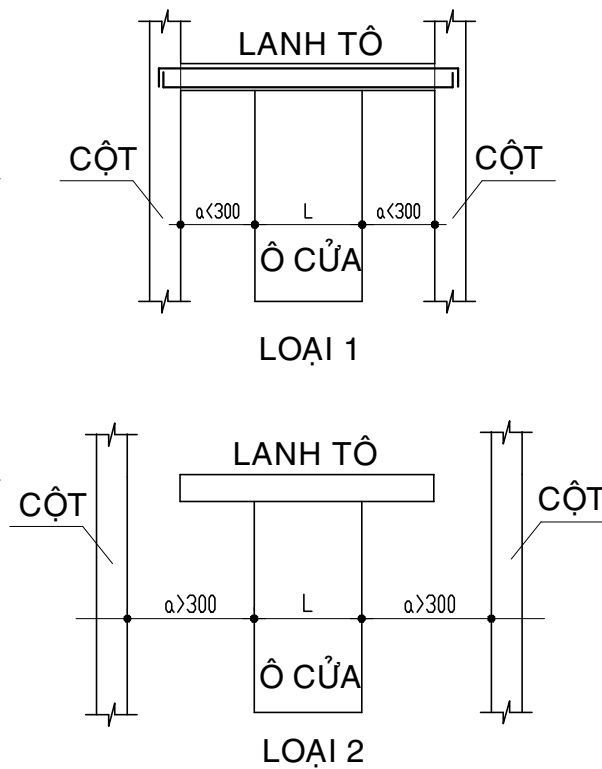 LANH TÔ
CỘT
CỘT
a<300 L a<300
Ô CỬA
LOẠI 1
LANH TÔ
CỘT
CỘT
a>300 L a>300
Ô CỬA
LOẠI 2